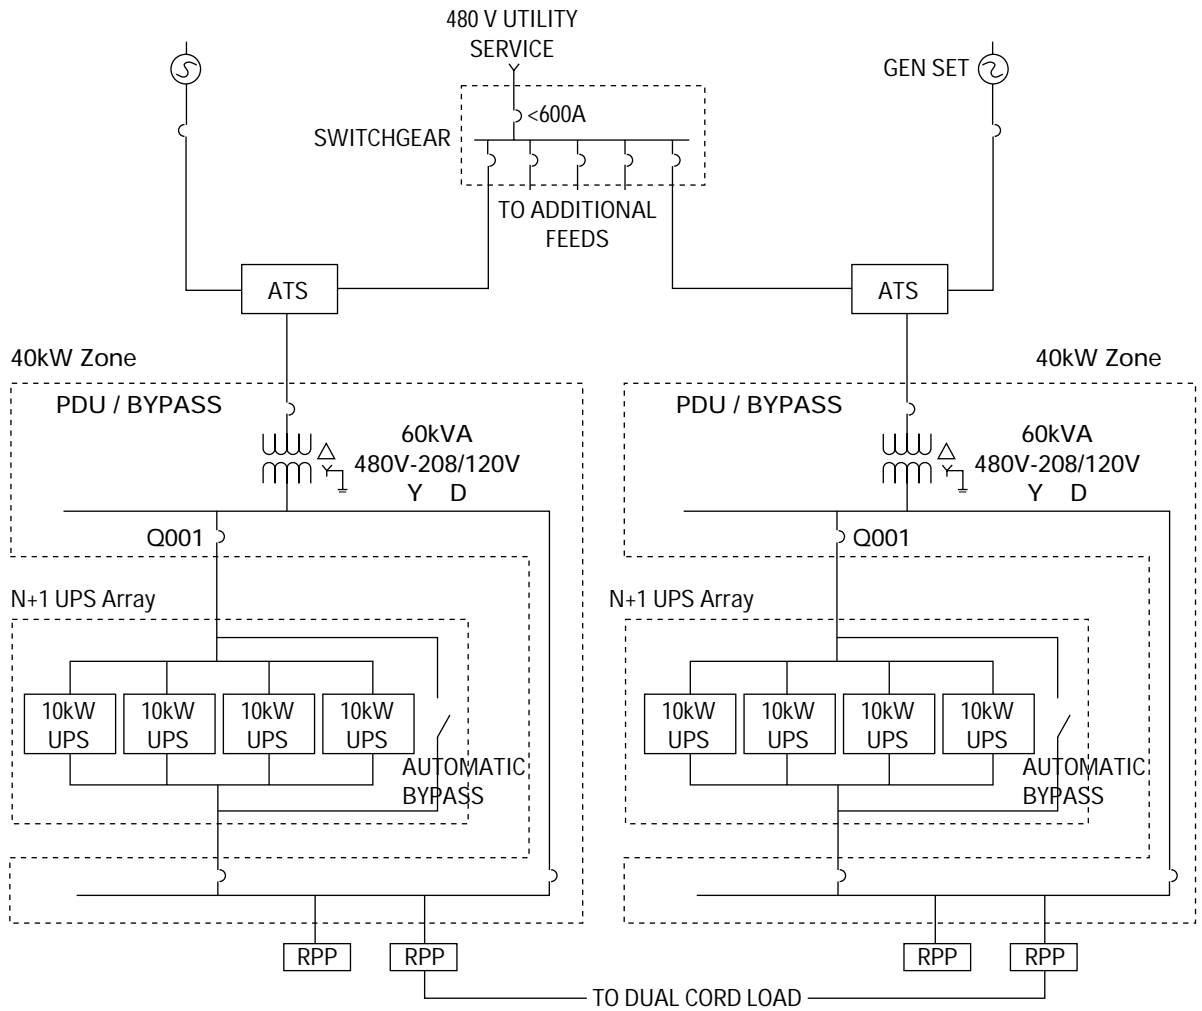 480 V UTILITY
SERVICE
GEN SET
<600A
SWITCHGEAR
TO ADDITIONAL
FEEDS
ATS
ATS
40kW Zone
40kW Zone
PDU / BYPASS
60kVA
480V-208/120V
Y D
Q001
PDU / BYPASS
60kVA
480V-208/120V
Y D
Q001
N+1 UPS Array
10kW
UPS
10kW
UPS
10kW
UPS
10kW
UPS
AUTOMATIC
BYPASS
N+1 UPS Array
10kW
UPS
10kW
UPS
10kW
UPS
10kW
UPS
AUTOMATIC
BYPASS
RPP
RPP
RPP
RPP
TO DUAL CORD LOAD